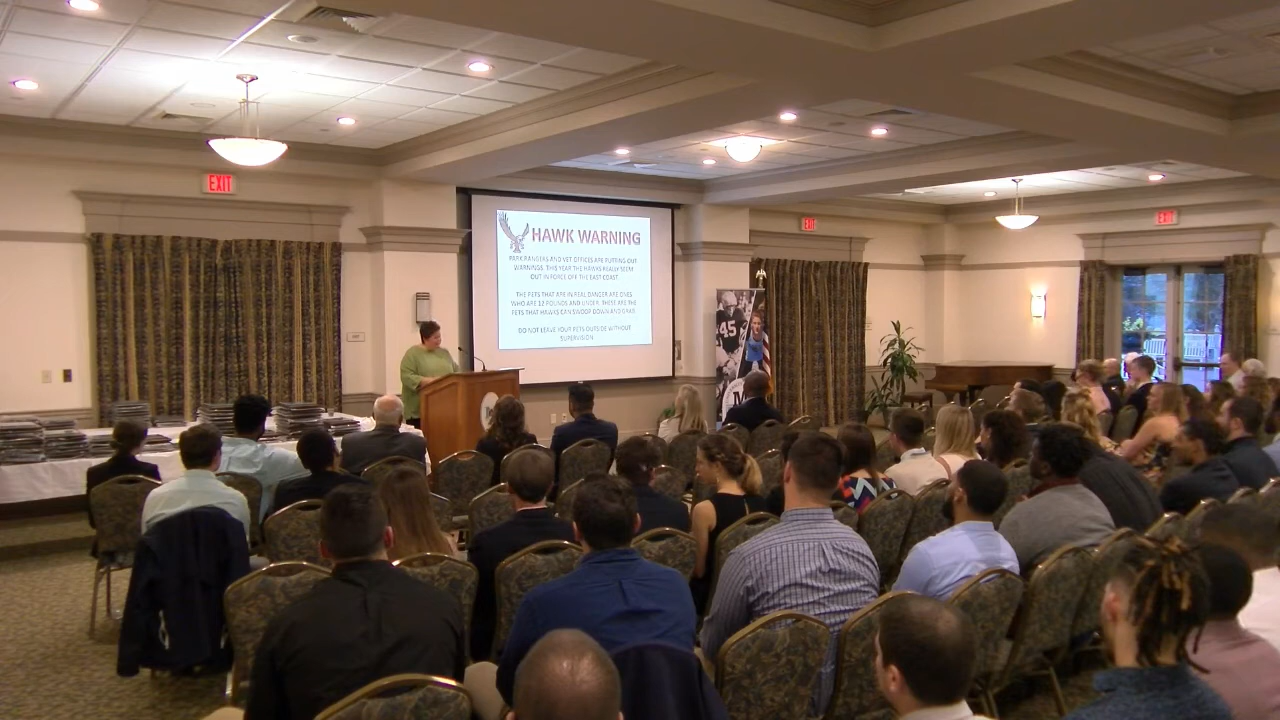 EXIT
EXIT
EXIT
HAWK WARNING
PARK RANGERS AND VET OFFICES ARE PUTTING OUT
WARNINGS. THIS YEAR THE HAWKS REALLY SEEM
OUT IN FORCE OFF THE EAST COAST
THE PETS THAT ARE IN REAL DANGER ARE ONES
WHO ARE 12 POUNDS AND UNDER. THESE ARE THE
PETS THAT HAWKS CAN SWOOP DOWN AND GRAB.
DO NOT LEAVE YOUR PETS OUTSIDE WITHOUT
SUPERVISION
45